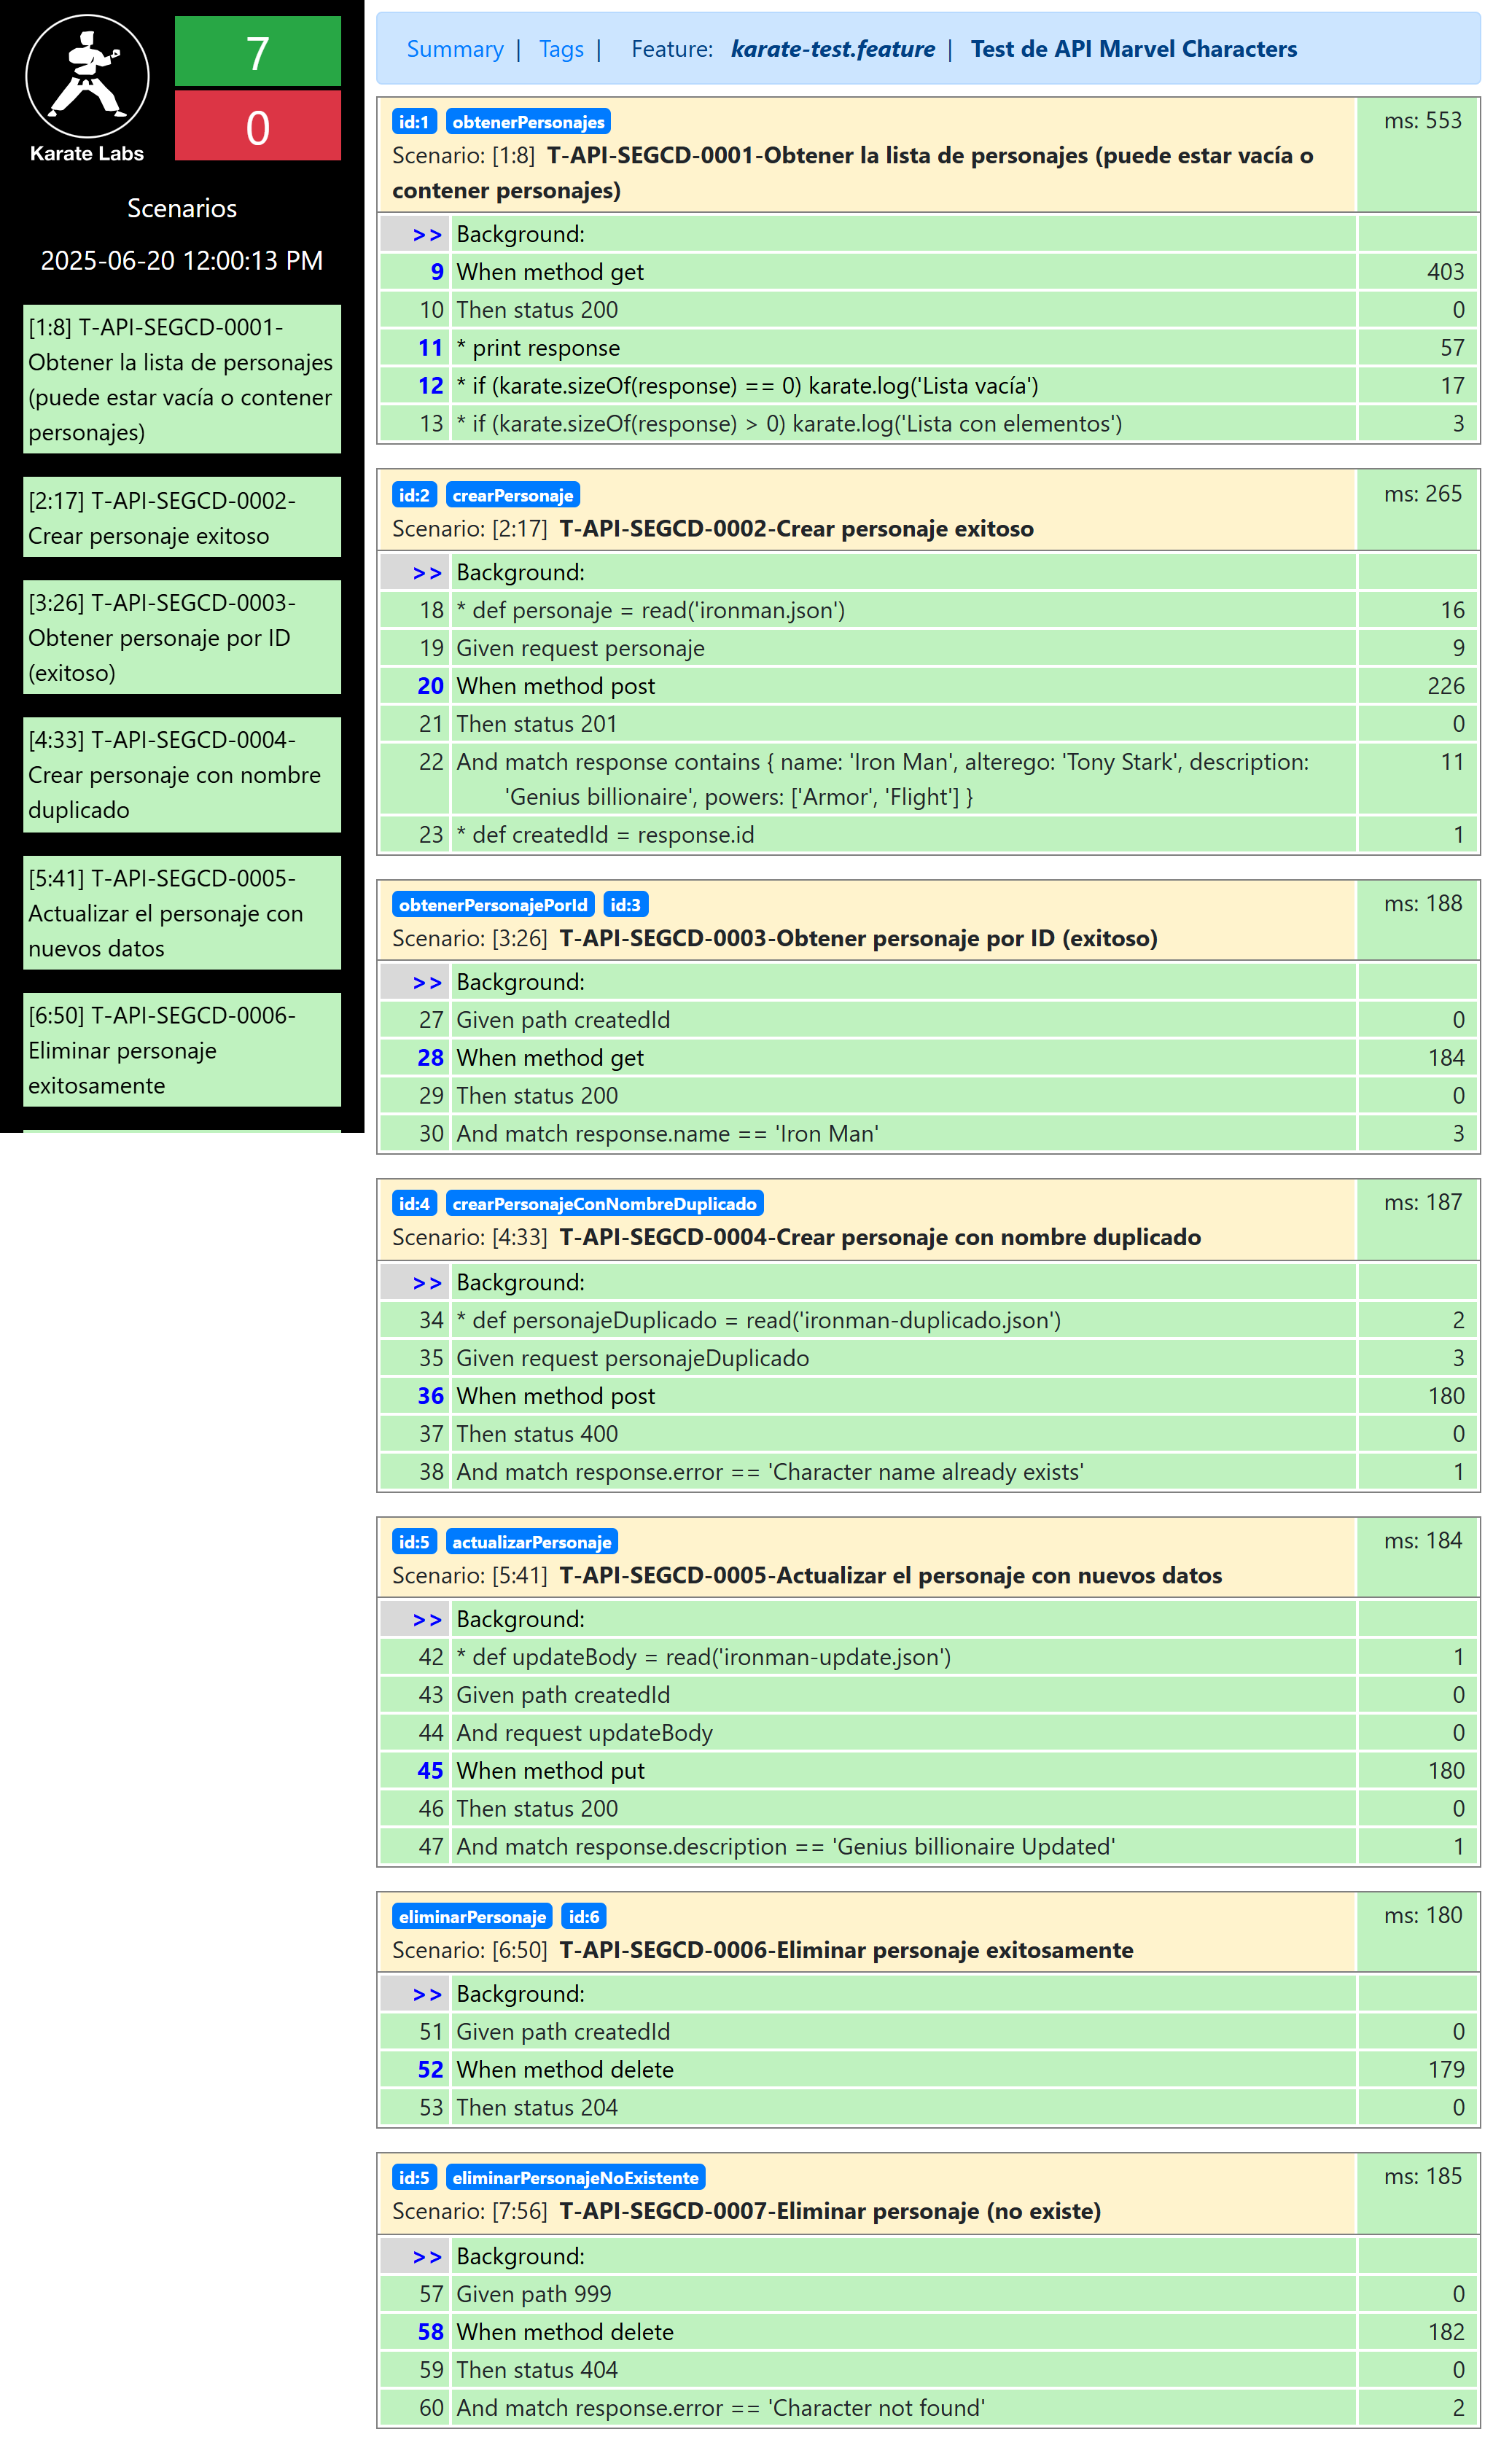 Karate Labs
7
0
Scenarios
2025-06-20 12:00:13 PM
[1:8] T-API-SEGCD-0001-
Obtener la lista de personajes
(puede estar vacía o contener
personajes)
[2:17] T-API-SEGCD-0002-
Crear personaje exitoso
[3:26] T-API-SEGCD-0003-
Obtener personaje por ID
(exitoso)
[4:33] T-API-SEGCD-0004-
Crear personaje con nombre
duplicado
[5:41] T-API-SEGCD-0005-
Actualizar el personaje con
nuevos datos
[6:50] T-API-SEGCD-0006-
Eliminar personaje
exitosamente
Summary | Tags | Feature: karate-test.feature | Test de API Marvel Characters
id:1 obtenerPersonajes ms: 553
Scenario: [1:8] T-API-SEGCD-0001-Obtener la lista de personajes (puede estar vacía o
contener personajes)
>> Background:
9 When method get 403
10 Then status 200 0
11 * print response 57
12 * if (karate.sizeOf(response) == 0) karate.log('Lista vacía') 17
13 * if (karate.sizeOf(response) > 0) karate.log('Lista con elementos') 3
id:2 crearPersonaje ms: 265
Scenario: [2:17] T-API-SEGCD-0002-Crear personaje exitoso
>> Background:
18 * def personaje = read('ironman.json') 16
19 Given request personaje 9
20 When method post 226
21 Then status 201 0
22 And match response contains { name: 'Iron Man', alterego: 'Tony Stark', description: 11
'Genius billionaire', powers: ['Armor', 'Flight'] }
23 * def createdId = response.id 1
obtenerPersonajePorId id:3 ms: 188
Scenario: [3:26] T-API-SEGCD-0003-Obtener personaje por ID (exitoso)
>> Background:
27 Given path createdId 0
28 When method get 184
29 Then status 200 0
30 And match response.name == 'Iron Man' 3
id:4 crearPersonajeConNombreDuplicado ms: 187
Scenario: [4:33] T-API-SEGCD-0004-Crear personaje con nombre duplicado
>> Background:
34 * def personajeDuplicado = read('ironman-duplicado.json') 2
35 Given request personajeDuplicado 3
36 When method post 180
37 Then status 400 0
38 And match response.error == 'Character name already exists' 1
id:5 actualizarPersonaje ms: 184
Scenario: [5:41] T-API-SEGCD-0005-Actualizar el personaje con nuevos datos
>> Background:
42 * def updateBody = read('ironman-update.json') 1
43 Given path createdId 0
44 And request updateBody 0
45 When method put 180
46 Then status 200 0
47 And match response.description == 'Genius billionaire Updated' 1
eliminarPersonaje id:6 ms: 180
Scenario: [6:50] T-API-SEGCD-0006-Eliminar personaje exitosamente
>> Background:
51 Given path createdId 0
52 When method delete 179
53 Then status 204 0
id:5 eliminarPersonajeNoExistente ms: 185
Scenario: [7:56] T-API-SEGCD-0007-Eliminar personaje (no existe)
>> Background:
57 Given path 999 0
58 When method delete 182
59 Then status 404 0
60 And match response.error == 'Character not found' 2